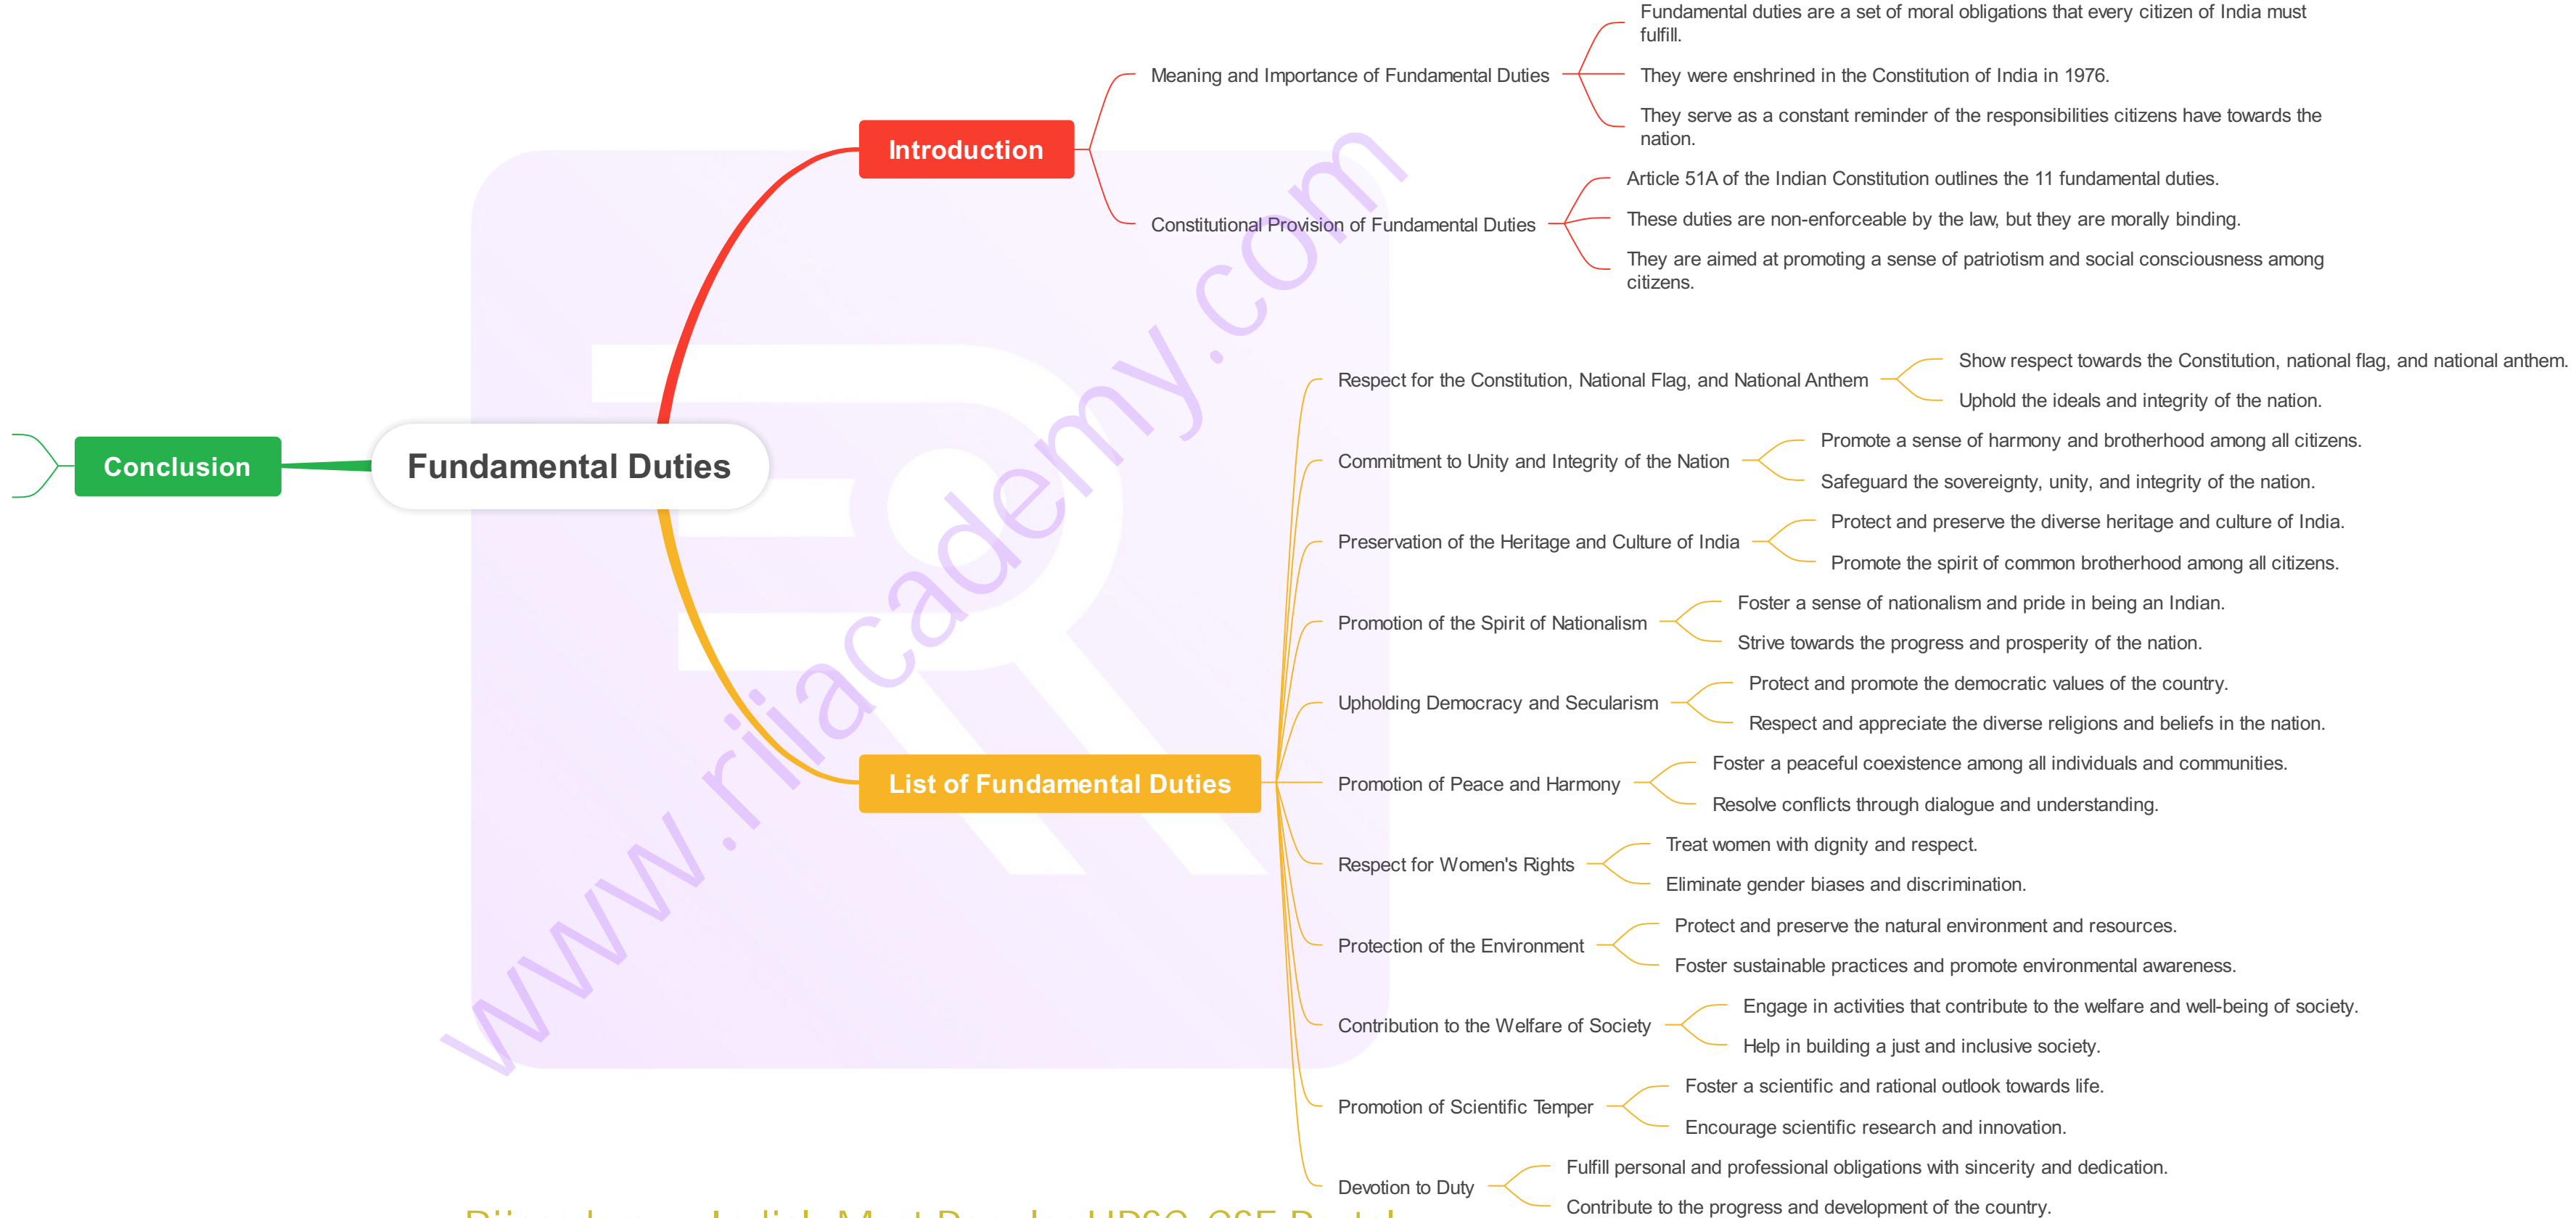 Fundamental Duties
Introduction
Meaning and Importance of Fundamental Duties
Fundamental duties are a set of moral obligations that every citizen of India must
fulfill.
They were enshrined in the Constitution of India in 1976.
They serve as a constant reminder of the responsibilities citizens have towards the
nation.
Constitutional Provision of Fundamental Duties
Article 51A of the Indian Constitution outlines the 11 fundamental duties.
These duties are non-enforceable by the law, but they are morally binding.
They are aimed at promoting a sense of patriotism and social consciousness among
citizens.
List of Fundamental Duties
Respect for the Constitution, National Flag, and National Anthem
Show respect towards the Constitution, national flag, and national anthem.
Uphold the ideals and integrity of the nation.
Commitment to Unity and Integrity of the Nation
Promote a sense of harmony and brotherhood among all citizens.
Safeguard the sovereignty, unity, and integrity of the nation.
Preservation of the Heritage and Culture of India
Protect and preserve the diverse heritage and culture of India.
Promote the spirit of common brotherhood among all citizens.
Promotion of the Spirit of Nationalism
Foster a sense of nationalism and pride in being an Indian.
Strive towards the progress and prosperity of the nation.
Upholding Democracy and Secularism
Protect and promote the democratic values of the country.
Respect and appreciate the diverse religions and beliefs in the nation.
Promotion of Peace and Harmony
Foster a peaceful coexistence among all individuals and communities.
Resolve conflicts through dialogue and understanding.
Respect for Women's Rights
Treat women with dignity and respect.
Eliminate gender biases and discrimination.
Protection of the Environment
Protect and preserve the natural environment and resources.
Foster sustainable practices and promote environmental awareness.
Contribution to the Welfare of Society
Engage in activities that contribute to the welfare and well-being of society.
Help in building a just and inclusive society.
Promotion of Scientific Temper
Foster a scientific and rational outlook towards life.
Encourage scientific research and innovation.
Devotion to Duty
Fulfill personal and professional obligations with sincerity and dedication.
Contribute to the progress and development of the country.
Conclusion
www.rijiacademy.com